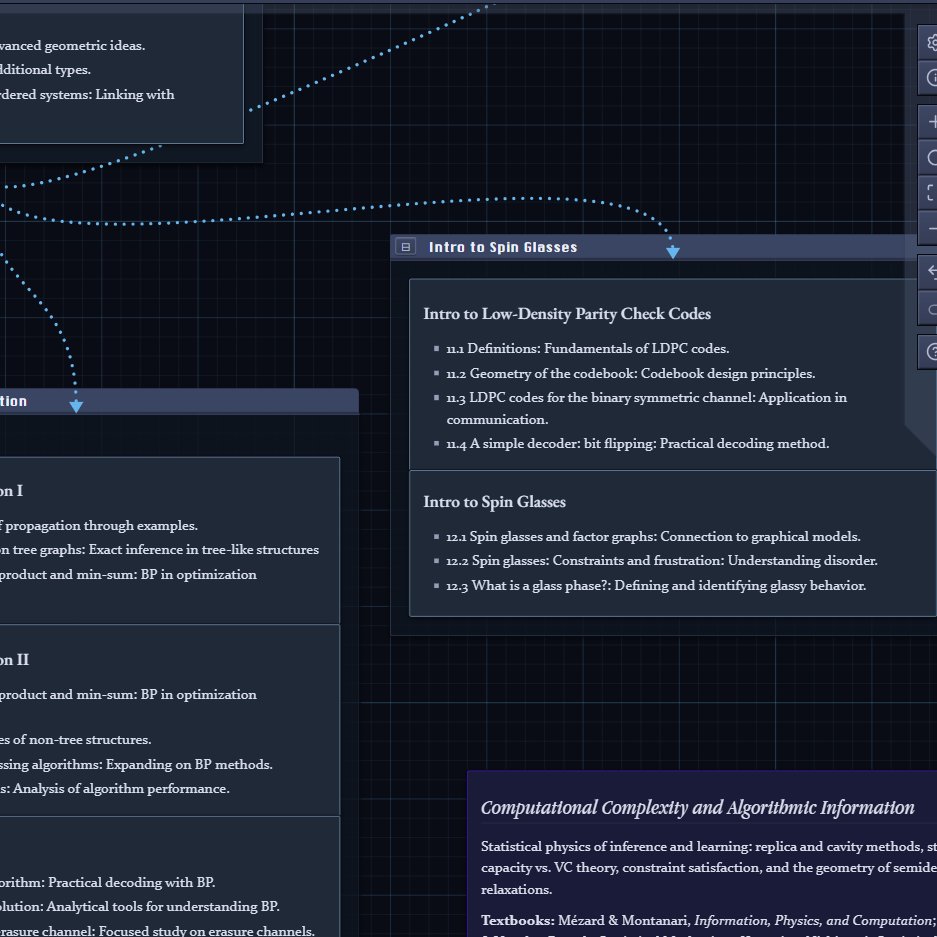 vanced geometric ideas.
dditional types.
rdered systems: Linking with
Intro to Spin Glasses
Intro to Low-Density Parity Check Codes
11.1 Definitions: Fundamentals of LDPC codes.
11.2 Geometry of the codebook: Codebook design principles.
11.3 LDPC codes for the binary symmetric channel: Application in
communication.
11.4 A simple decoder: bit flipping: Practical decoding method.
Intro to Spin Glasses
12.1 Spin glasses and factor graphs: Connection to graphical models.
12.2 Spin glasses: Constraints and frustration: Understanding disorder.
12.3 What is a glass phase?: Defining and identifying glassy behavior.
tion
on I
f propagation through examples.
on tree graphs: Exact inference in tree-like structures
product and min-sum: BP in optimization
on II
product and min-sum: BP in optimization
es of non-tree structures.
ssing algorithms: Expanding on BP methods.
s: Analysis of algorithm performance.
orithm: Practical decoding with BP.
olution: Analytical tools for understanding BP.
erasure channel: Focused study on erasure channels.
Computational Complexity and Algorithmic Information
Statistical physics of inference and learning: replica and cavity methods, st
capacity vs. VC theory, constraint satisfaction, and the geometry of semide
relaxations.
Textbooks: Mézard & Montanari, Information, Physics, and Computation;